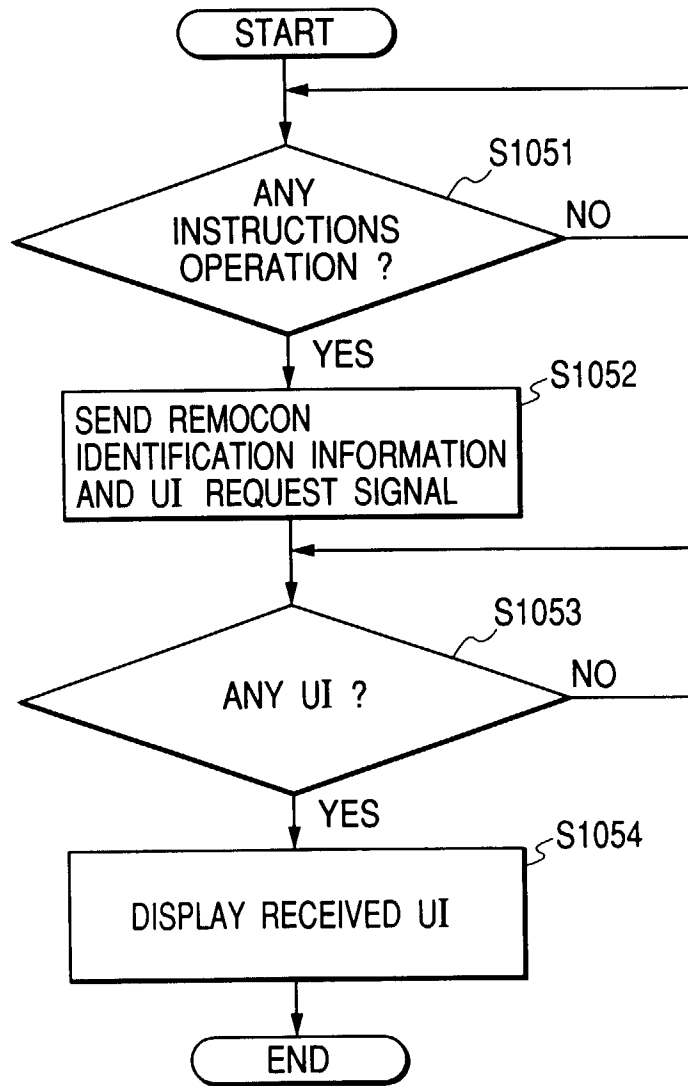 START
S1051
ANY
INSTRUCTIONS
OPERATION ?
NO
YES
S1052
SEND REMOCON
IDENTIFICATION INFORMATION
AND UI REQUEST SIGNAL
S1053
ANY UI ?
NO
YES
S1054
DISPLAY RECEIVED UI
END